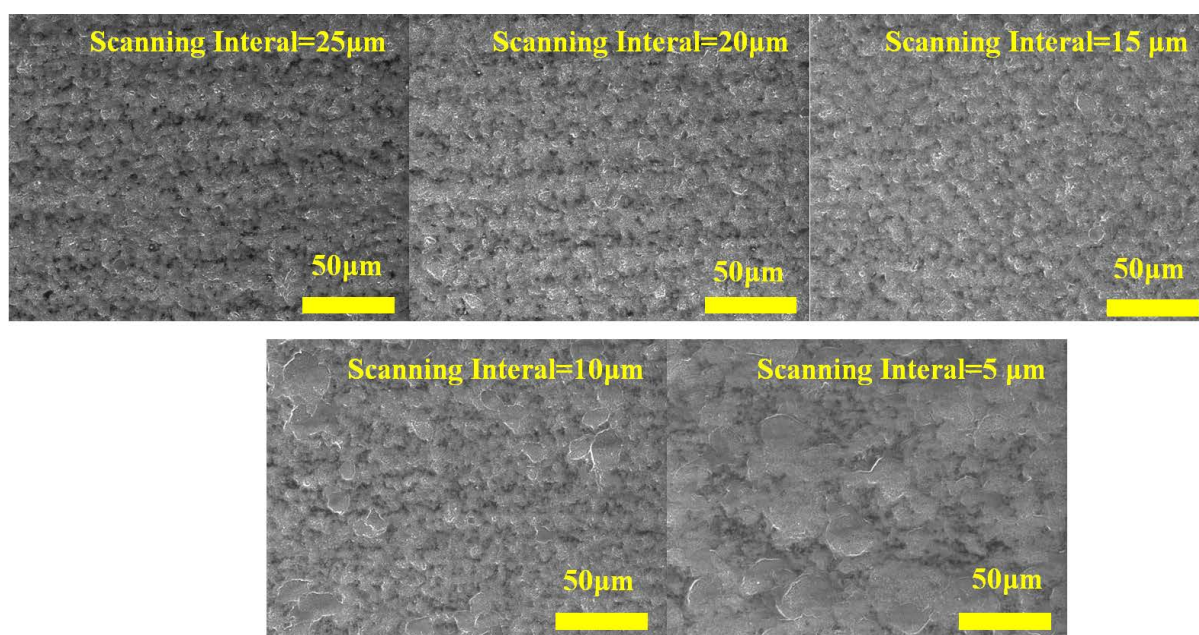 Scanning Interal=25μm
Scanning Interal=20μm
Scanning Interal=15 μm
50μm
50μm
50μm
Scanning Interal=10μm
Scanning Interal=5 μm
50μm
50μm